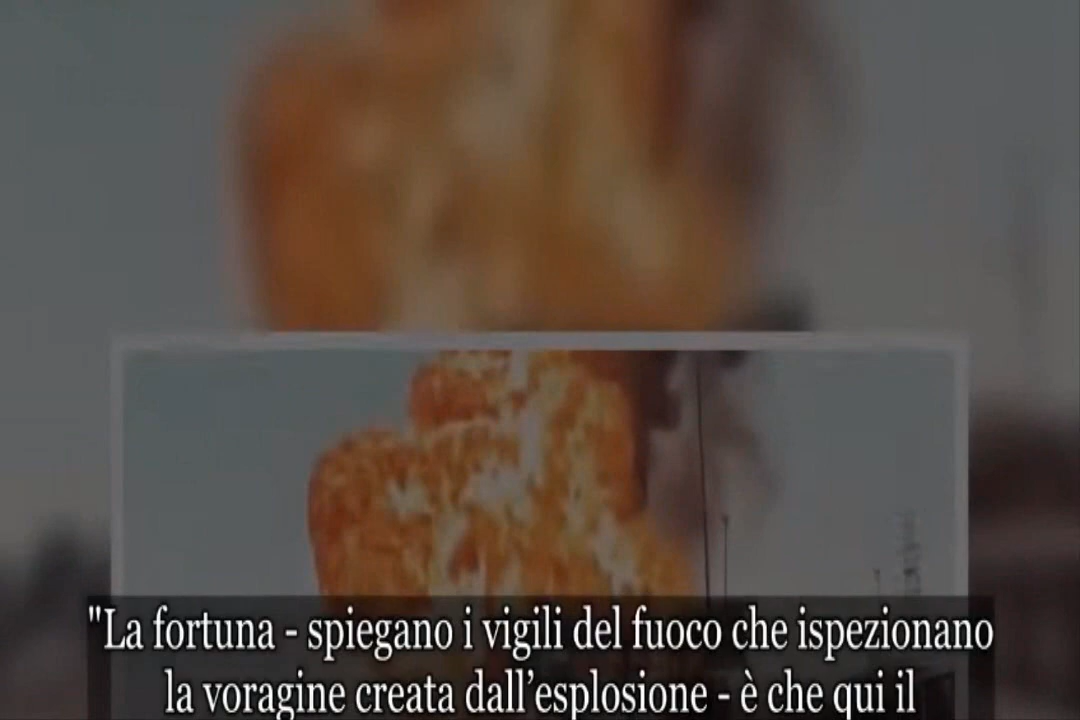 "La fortuna - spiegano i vigili del fuoco che ispezionano
la voragine creata dall’esplosione - è che qui il